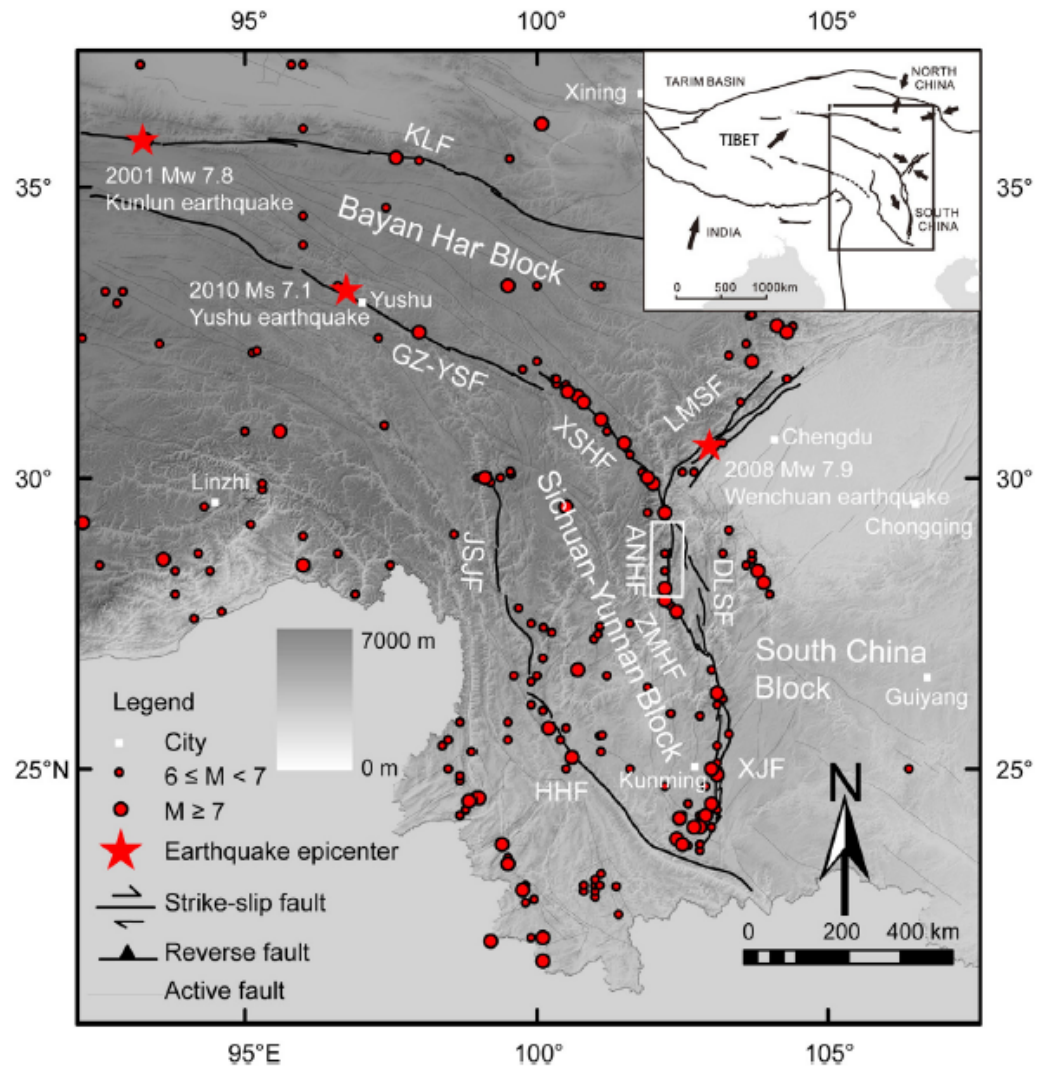 95°
100°
105°
Xining
TARIM BASIN
NORTH
CHINA
TIBET
INDIA
SOUTH
CHINA
0 500 1000km
KLF
35°
35°
2001 Mw 7.8
Kunlun earthquake
Bayan Har Block
2010 Ms 7.1
Yushu earthquake
Yushu
GZ-YSF
XSHF
LMSF
Chengdu
30°
30°
2008 Mw 7.9
Wenchuan earthquake
Chongqing
Linzhi
Sichuan-Yunnan Block
JSJF
ANHF
DLSF
ZMHF
South China
Block
Guiyang
7000 m
0 m
Legend
City
6 ≤ M < 7
M ≥ 7
Earthquake epicenter
Strike-slip fault
Reverse fault
Active fault
25°N
25°
Kunming
XJF
HHF
N
0 200 400 km
95°E
100°
105°